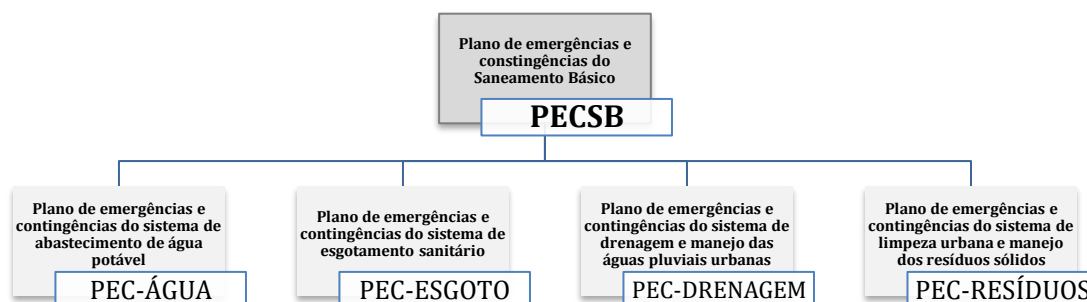 Plano de emergências e
constingências do
Saneamento Básico
PECSB
Plano de emergências e
contingências do sistema de
abastecimento de água
potável
PEC-ÁGUA
Plano de emergências e
contingências do sistema de
esgotamento sanitário
PEC-ESGOTO
Plano de emergências e
contingências do sistema de
drenagem e manejo das
águas pluviais urbanas
PEC-DRENAGEM
Plano de emergências e
contingências do sistema de
limpeza urbana e manejo
dos resíduos sólidos
PEC-RESÍDUOS